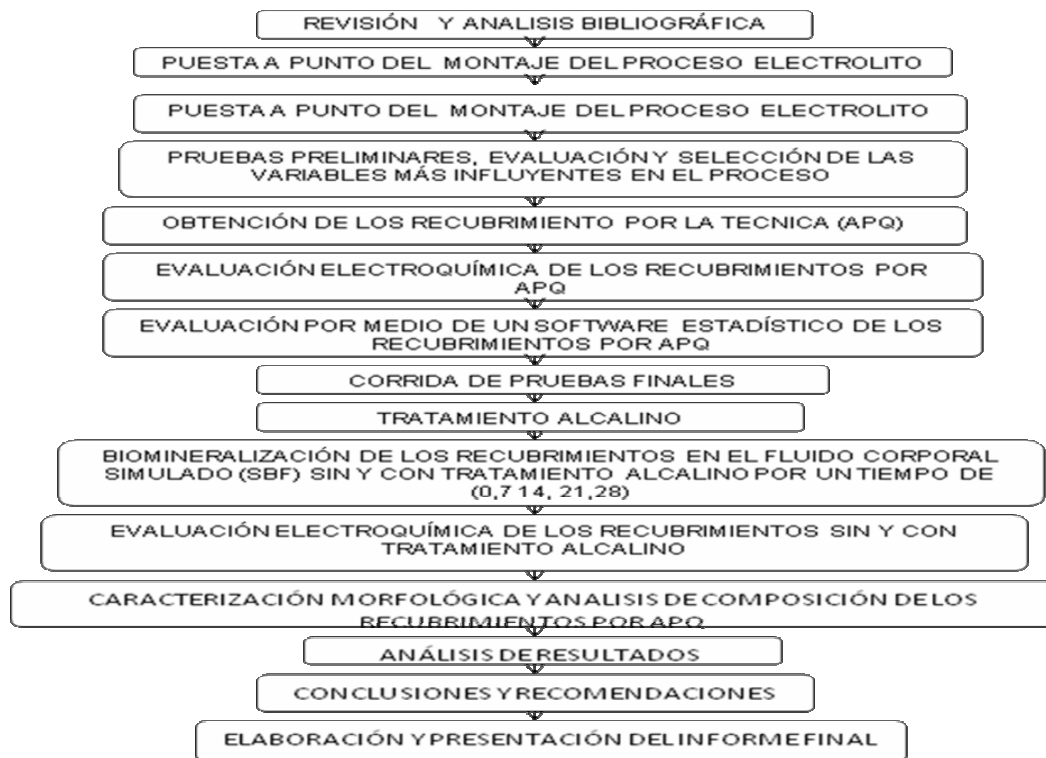 REVISIÓN Y ANALISIS BIBLIOGRÁFICA
PUESTA A PUNTO DEL MONTAJE DEL PROCESO ELECTROLITO
PUESTA A PUNTO DEL MONTAJE DEL PROCESO ELECTROLITO
PRUEBAS PRELIMINARES, EVALUACIÓN Y SELECCIÓN DE LAS
VARIABLES MÁS INFLUYENTES EN EL PROCESO
OBTENCIÓN DE LOS RECUBRIMIENTO POR LA TECNICA (APQ)
EVALUACIÓN ELECTROQUÍMICA DE LOS RECUBRIMIENTOS POR
APQ
EVALUACIÓN POR MEDIO DE UN SOFTWARE ESTADÍSTICO DE LOS
RECUBRIMIENTOS POR APQ
CORRIDA DE PRUEBAS FINALES
TRATAMIENTO ALCALINO
BIOMINERALIZACIÓN DE LOS RECUBRIMIENTOS EN EL FLUIDO CORPORAL
SIMULADO (SBF) SIN Y CON TRATAMIENTO ALCALINO POR UN TIEMPO DE
(0,7 14, 21,28)
EVALUACIÓN ELECTROQUÍMICA DE LOS RECUBRIMIENTOS SIN Y CON
TRATAMIENTO ALCALINO
CARACTERIZACIÓN MORFOLÓGICA Y ANALISIS DE COMPOSICIÓN DE LOS
RECUBRIMIENTOS POR APQ
ANÁLISIS DE RESULTADOS
CONCLUSIONES Y RECOMENDACIONES
ELABORACIÓN Y PRESENTACIÓN DEL INFORME FINAL